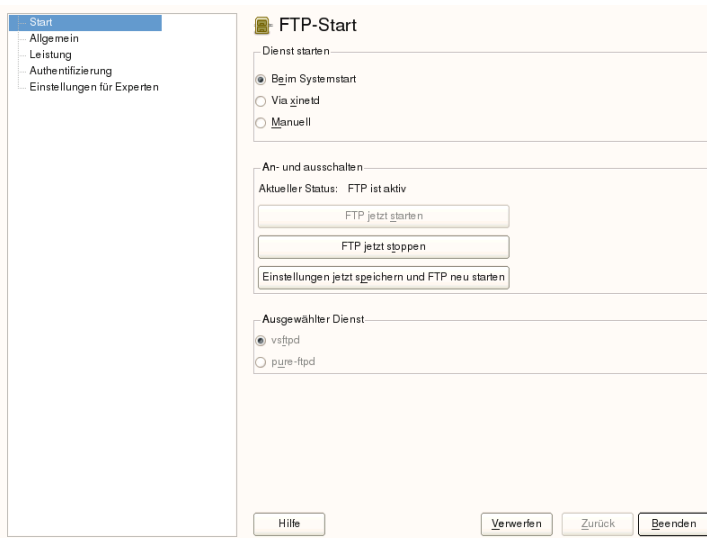 Start
Allgemein
Leistung
Authentifizierung
Einstellungen für Experten
FTP-Start
Dienst starten
Beim Systemstart
Via xinetd
Manuell
An- und ausschalten
Aktueller Status: FTP ist aktiv
FTP jetzt starten
FTP jetzt stoppen
Einstellungen jetzt speichern und FTP neu starten
Ausgewählter Dienst
vsftpd
pure-ftpd
Hilfe
Verwerfen
Zurück
Beenden